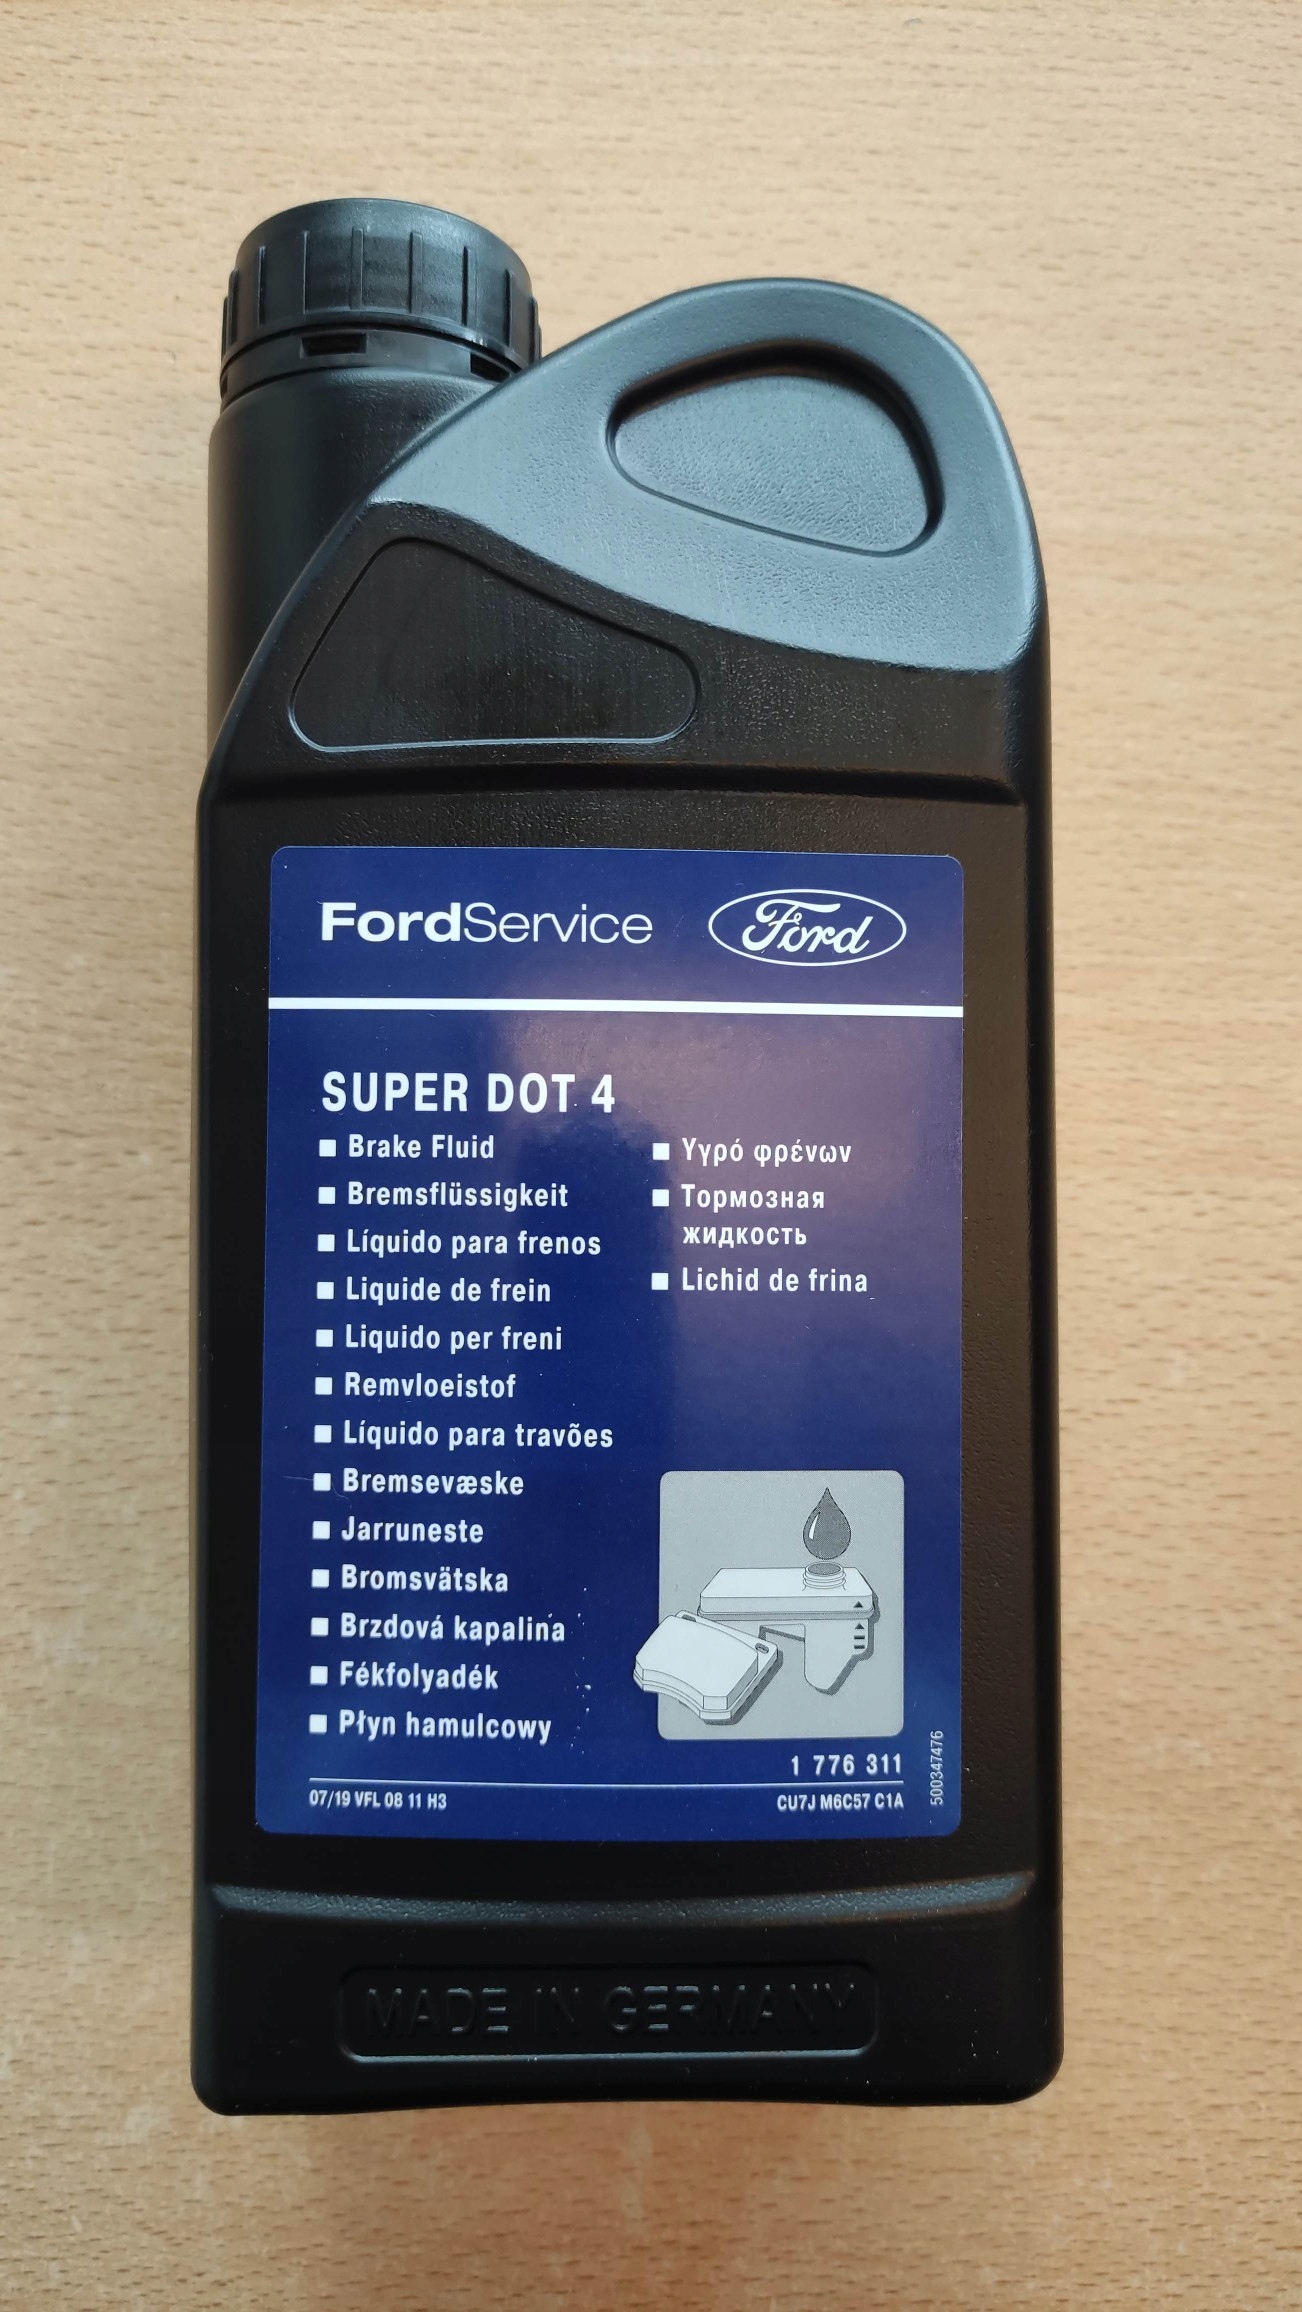 FordService
Ford
SUPER DOT 4
Brake Fluid
Bremsflüssigkeit
Líquido para frenos
Liquide de frein
Liquido per freni
Remvloeistof
Líquido para travões
Bremsevæske
Jarruneste
Bromsvätska
Brzdová kapalina
Fékfolyadék
Płyn hamulcowy
Υγρό φρένων
Тормозная
жидкость
Lichid de frina
1 776 311
07/19 VFL 08 11 H3
CU7J M6C57 C1A
500347476
MADE IN GERMANY